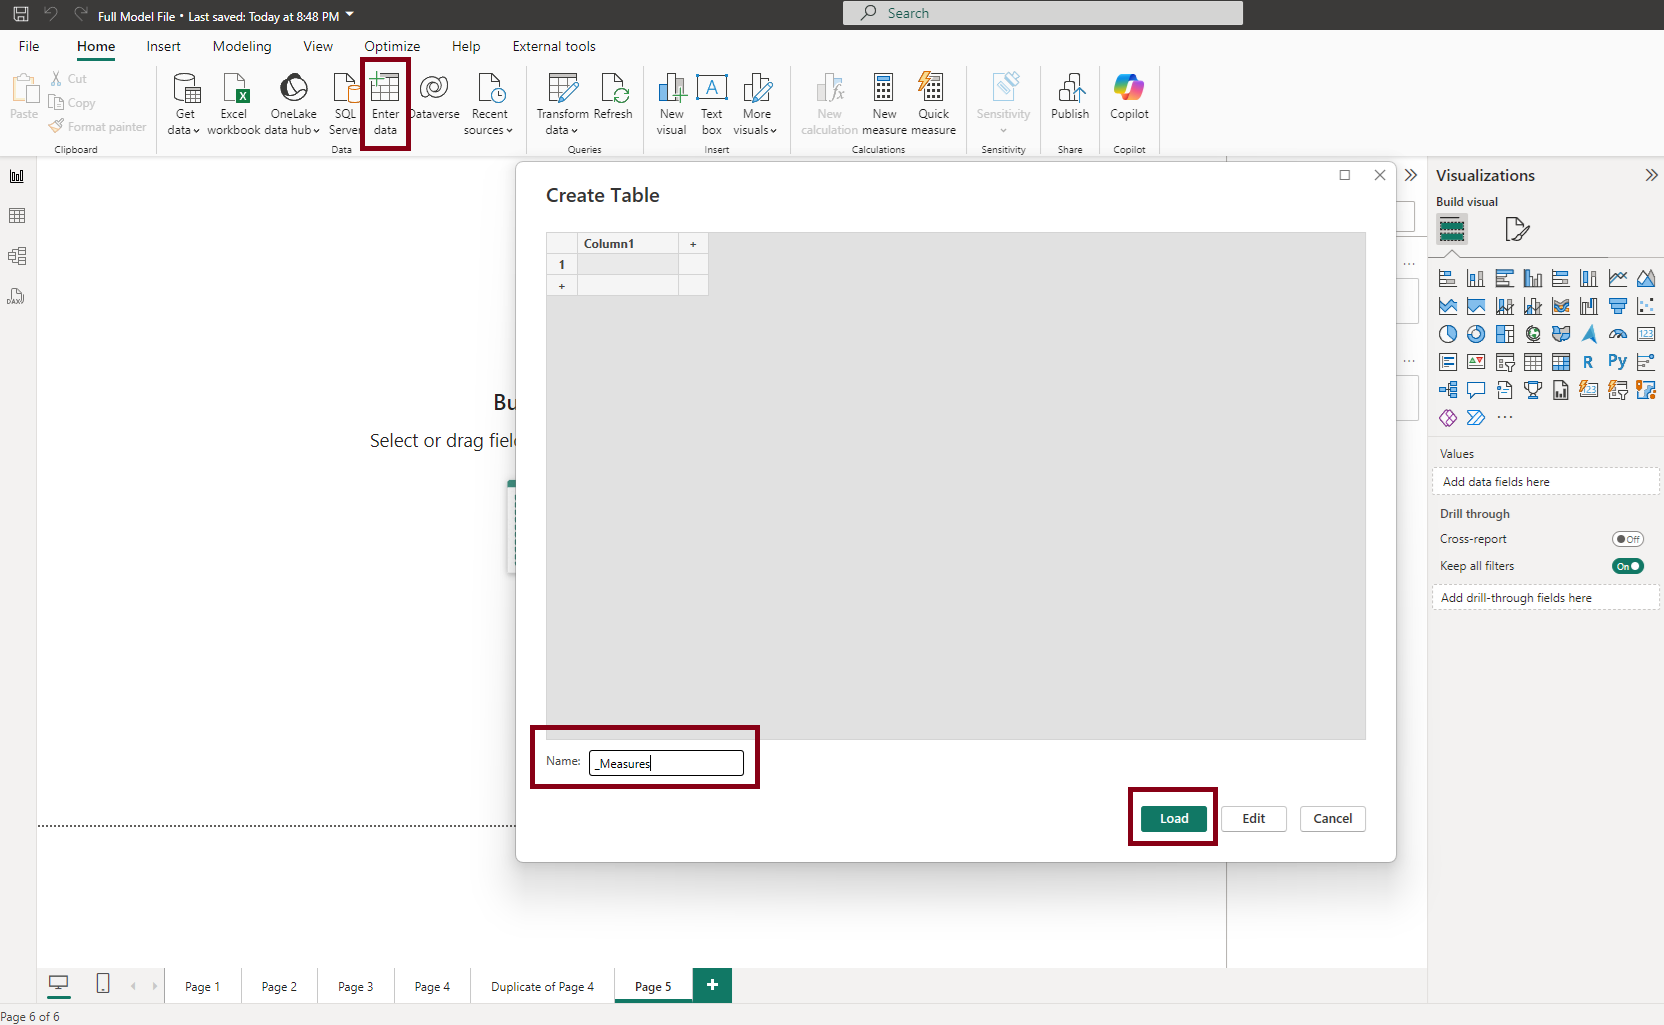 Full Model File • Last saved: Today at 8:48 PM
Search
File
Home
Insert
Modeling
View
Optimize
Help
External tools
Paste
Cut
Copy
Format painter
Clipboard
Get data
Excel workbook
OneLake data hub
SQL Server
Enter data
Dataverse
Recent sources
Data
Transform data
Refresh
Queries
New visual
Text box
More visuals
Insert
New calculation
New measure
Quick measure
Calculations
Sensitivity
Sensitivity
Publish
Share
Copilot
Copilot
Create Table
Column1
+
1
+
Name:
_Measures
Load
Edit
Cancel
Bu
Select or drag fiel
Visualizations
Build visual
123
R
Py
123
Values
Add data fields here
Drill through
Cross-report
Off
Keep all filters
On
Add drill-through fields here
Page 1
Page 2
Page 3
Page 4
Duplicate of Page 4
Page 5
+
Page 6 of 6